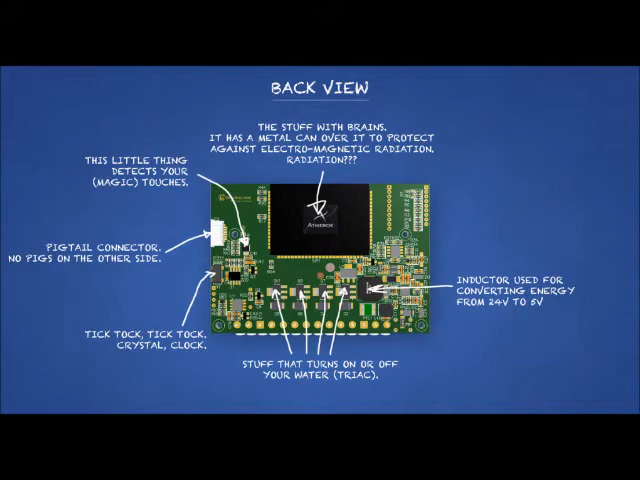 BACK VIEW
THE STUFF WITH BRAINS.
IT HAS A METAL CAN OVER IT TO PROTECT
AGAINST ELECTRO-MAGNETIC RADIATION.
RADIATION???
THIS LITTLE THING
DETECTS YOUR
(MAGIC) TOUCHES.
ATHEROS
PIGTAIL CONNECTOR.
NO PIGS ON THE OTHER SIDE.
INDUCTOR USED FOR
CONVERTING ENERGY
FROM 24V TO 5V
TICK TOCK, TICK TOCK.
CRYSTAL, CLOCK.
STUFF THAT TURNS ON OR OFF
YOUR WATER (TRIAC).